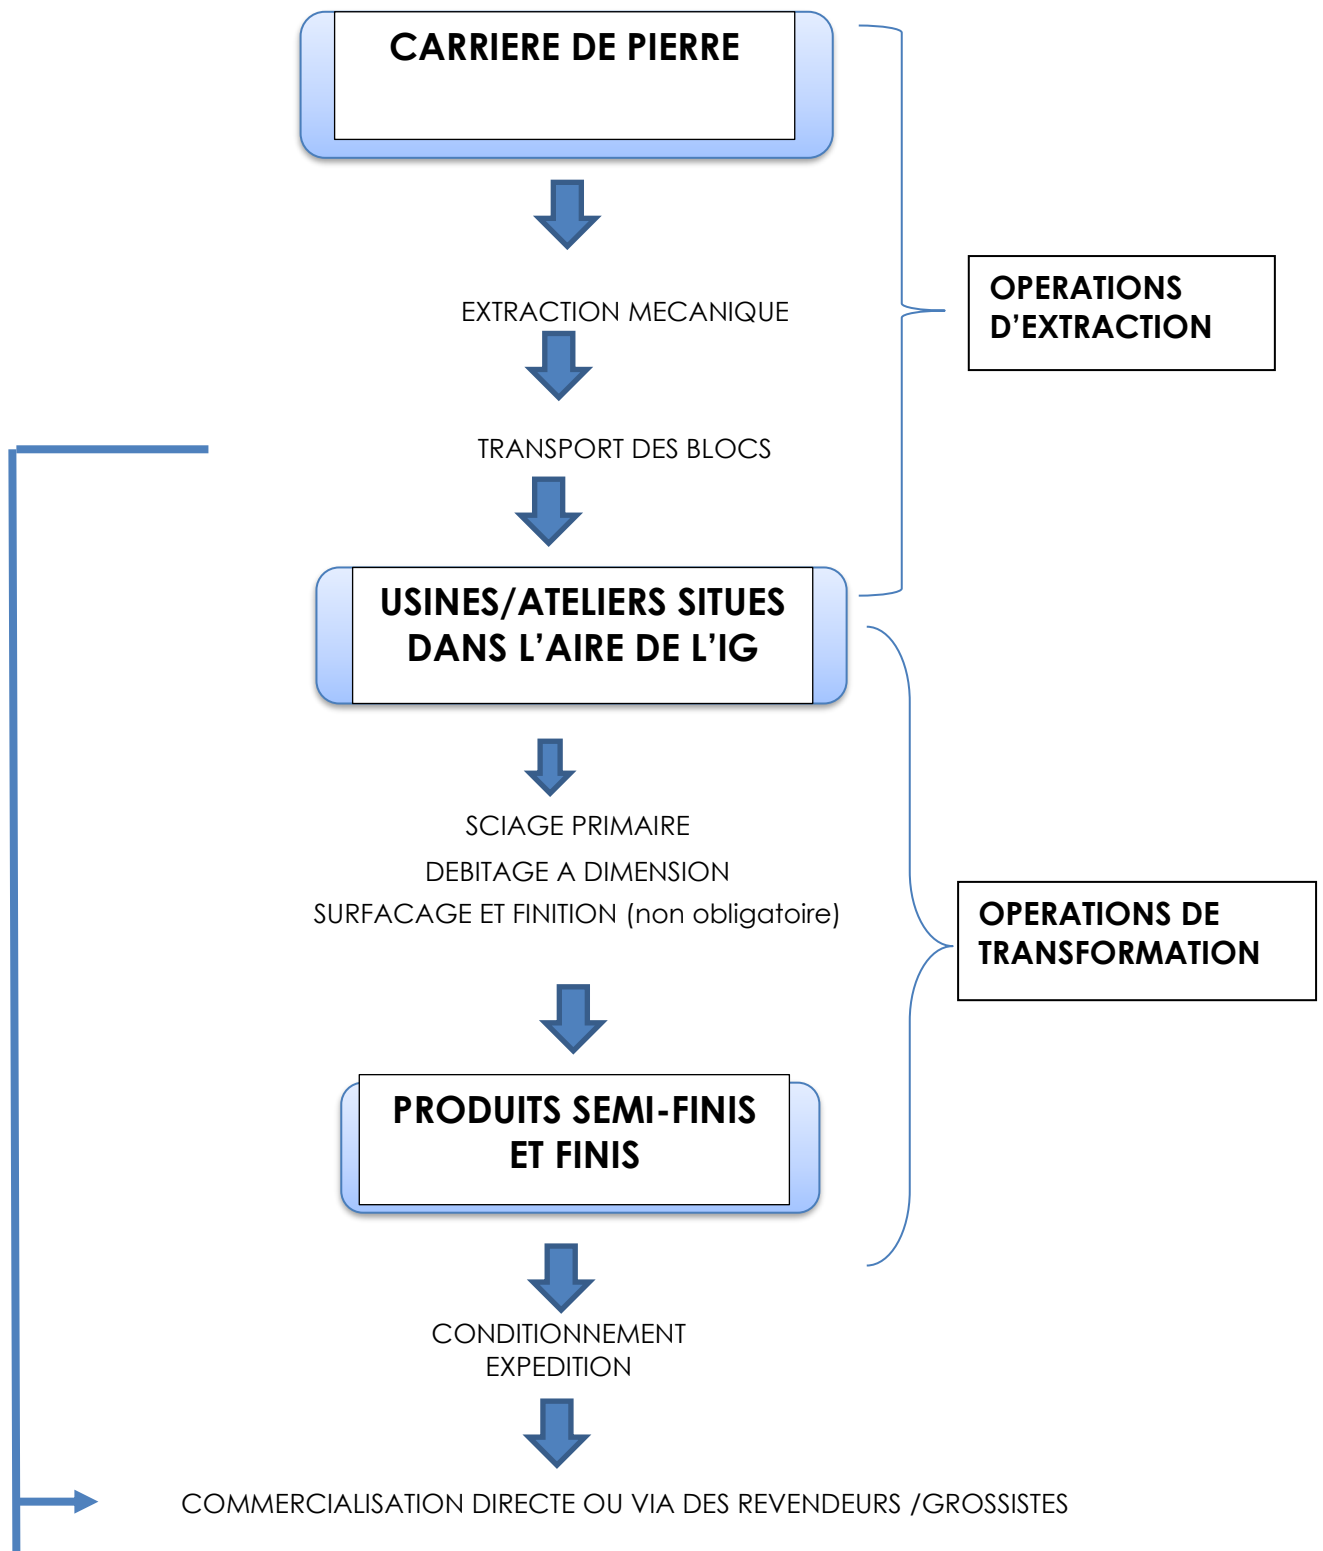 CARRIERE DE PIERRE
EXTRACTION MECANIQUE
OPERATIONS
D’EXTRACTION
TRANSPORT DES BLOCS
USINES/ATELIERS SITUES
DANS L’AIRE DE L’IG
SCIAGE PRIMAIRE
DEBITAGE A DIMENSION
SURFACAGE ET FINITION (non obligatoire)
OPERATIONS DE
TRANSFORMATION
PRODUITS SEMI-FINIS
ET FINIS
CONDITIONNEMENT
EXPEDITION
COMMERCIALISATION DIRECTE OU VIA DES REVENDEURS /GROSSISTES